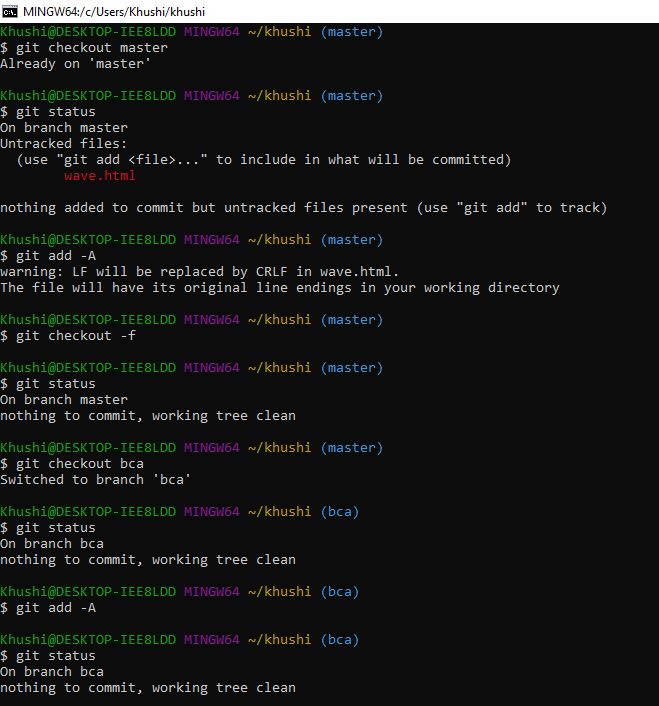 MINGW64:/c/Users/Khushi/khushi
Khushi@DESKTOP-IEE8LDD MINGW64 ~/khushi (master)
$ git checkout master
Already on 'master'
Khushi@DESKTOP-IEE8LDD MINGW64 ~/khushi (master)
$ git status
On branch master
Untracked files:
  (use "git add <file>..." to include in what will be committed)
        wave.html
nothing added to commit but untracked files present (use "git add" to track)
Khushi@DESKTOP-IEE8LDD MINGW64 ~/khushi (master)
$ git add -A
warning: LF will be replaced by CRLF in wave.html.
The file will have its original line endings in your working directory
Khushi@DESKTOP-IEE8LDD MINGW64 ~/khushi (master)
$ git checkout -f
Khushi@DESKTOP-IEE8LDD MINGW64 ~/khushi (master)
$ git status
On branch master
nothing to commit, working tree clean
Khushi@DESKTOP-IEE8LDD MINGW64 ~/khushi (master)
$ git checkout bca
Switched to branch 'bca'
Khushi@DESKTOP-IEE8LDD MINGW64 ~/khushi (bca)
$ git status
On branch bca
nothing to commit, working tree clean
Khushi@DESKTOP-IEE8LDD MINGW64 ~/khushi (bca)
$ git add -A
Khushi@DESKTOP-IEE8LDD MINGW64 ~/khushi (bca)
$ git status
On branch bca
nothing to commit, working tree clean